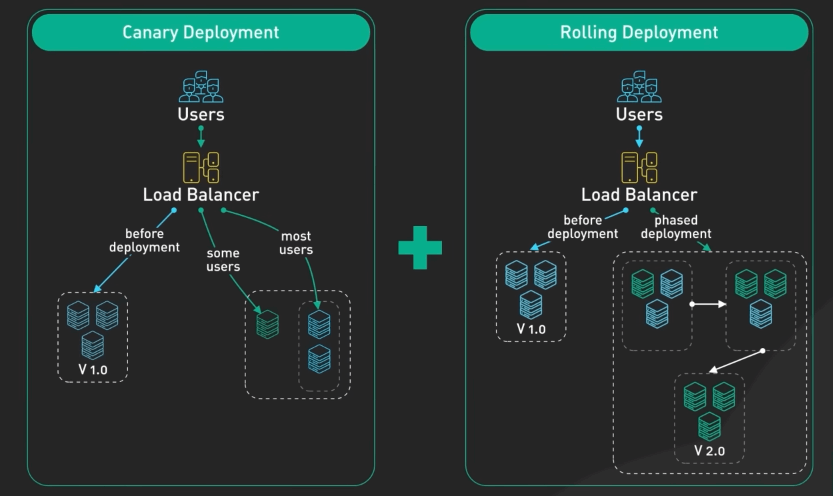 Canary Deployment
Users
Load Balancer
before
deployment
some
users
most
users
V 1.0
Rolling Deployment
Users
Load Balancer
before
deployment
phased
deployment
V 1.0
V 2.0